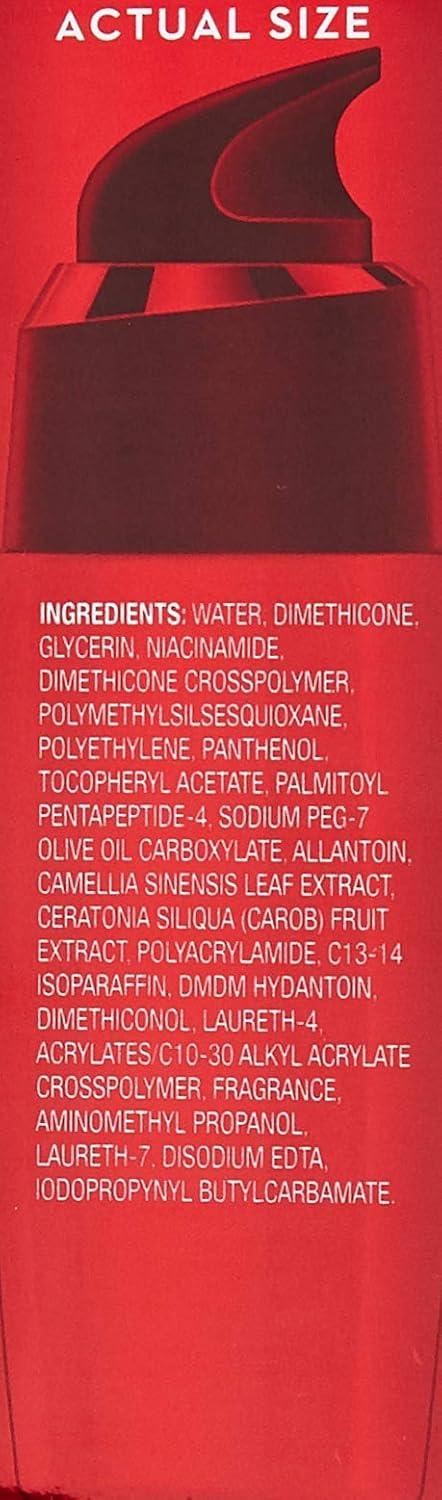 ACTUAL SIZE
INGREDIENTS: WATER, DIMETHICONE,
GLYCERIN, NIACINAMIDE,
DIMETHICONE CROSSPOLYMER,
POLYMETHYLSILSESQUIOXANE,
POLYETHYLENE, PANTHENOL,
TOCOPHERYL ACETATE, PALMITOYL
PENTAPEPTIDE-4, SODIUM PEG-7
OLIVE OIL CARBOXYLATE, ALLANTOIN,
CAMELLIA SINENSIS LEAF EXTRACT,
CERATONIA SILIQUA (CAROB) FRUIT
EXTRACT, POLYACRYLAMIDE, C13-14
ISOPARAFFIN, DMDM HYDANTOIN,
DIMETHICONOL, LAURETH-4,
ACRYLATES/C10-30 ALKYL ACRYLATE
CROSSPOLYMER, FRAGRANCE,
AMINOMETHYL PROPANOL,
LAURETH-7, DISODIUM EDTA,
IODOPROPYNYL BUTYLCARBAMATE.